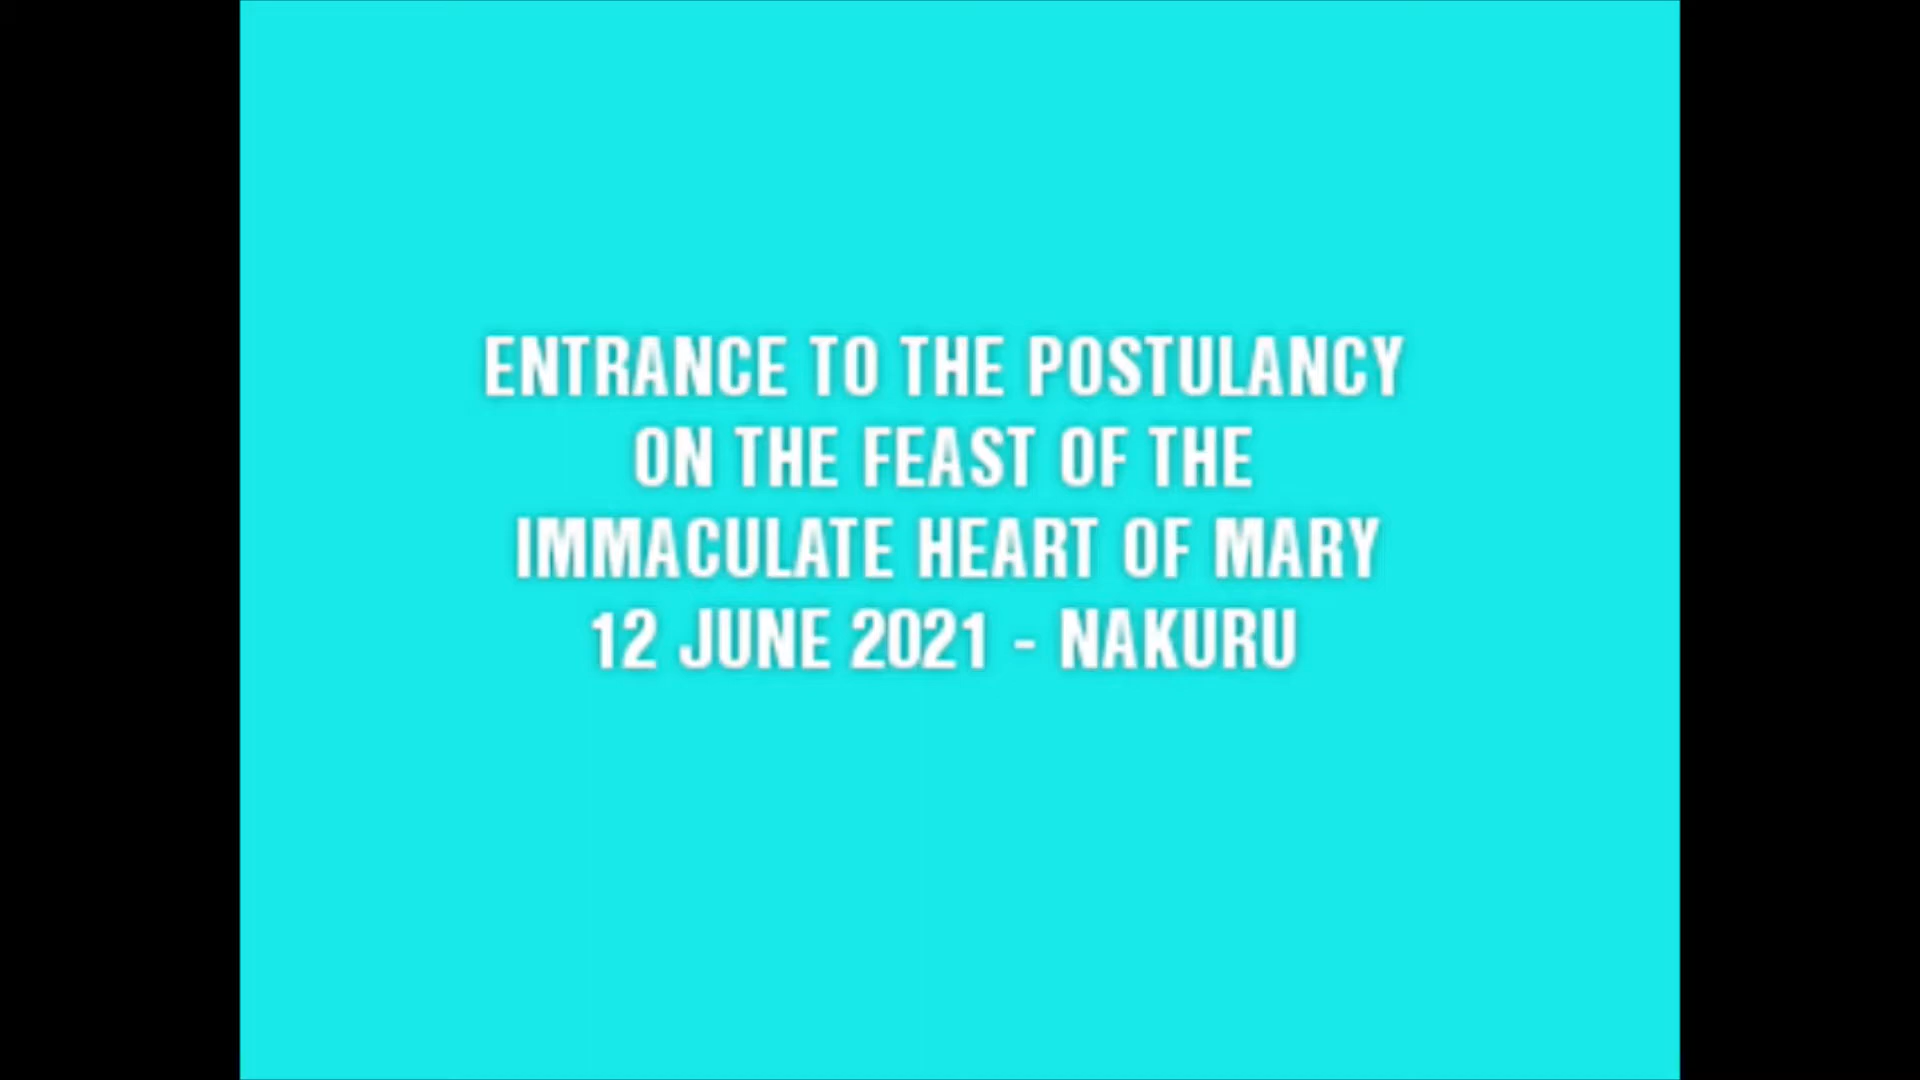 ENTRANCE TO THE POSTULANCY
ON THE FEAST OF THE
IMMACULATE HEART OF MARY
12 JUNE 2021 - NAKURU